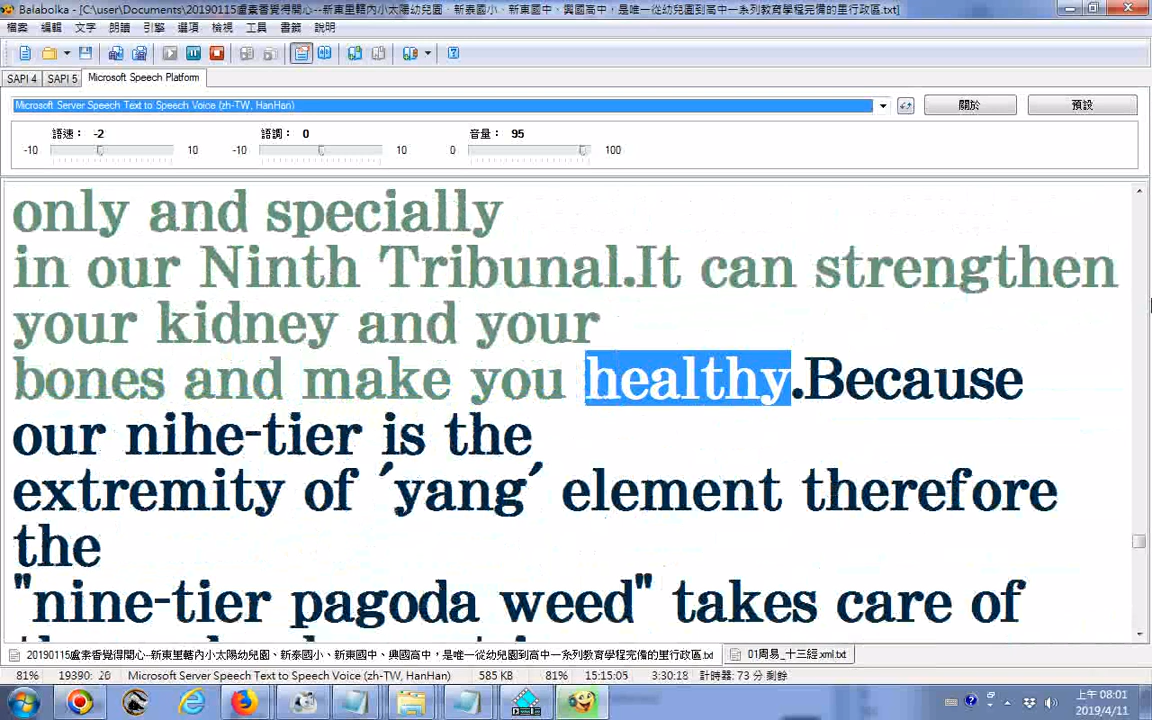 Balabolka - [C:\user\Documents\20190115盧素香覺得開心--新東里轄內小太陽幼兒園、新泰國小、新東國中、興國高中，是唯一從幼兒園到高中一系列教育學程完備的里行政區.txt]
檔案 編輯 文字 朗讀 引擎 選項 檢視 工具 書籤 說明
SAPI 4 SAPI 5 Microsoft Speech Platform
Microsoft Server Speech Text to Speech Voice (zh-TW, HanHan) 關於 預設
語速： -2 語調： 0 音量： 95
-10 10 -10 10 0 100
only and specially
in our Ninth Tribunal.It can strengthen
your kidney and your
bones and make you healthy.Because
our nihe-tier is the
extremity of ′yang′ element therefore
the
"nine-tier pagoda weed" takes care of
20190115盧素香覺得開心--新東里轄內小太陽幼兒園、新泰國小、新東國中、興國高中，是唯一從幼兒園到高中一系列教育學程完備的里行政區.txt 01周易_十三經.xml.txt
81% 19390: 26 Microsoft Server Speech Text to Speech Voice (zh-TW, HanHan) 585 KB 81% 15:15:05 3:30:18 計時器: 73 分 剩餘
上午 08:01
2019/4/11